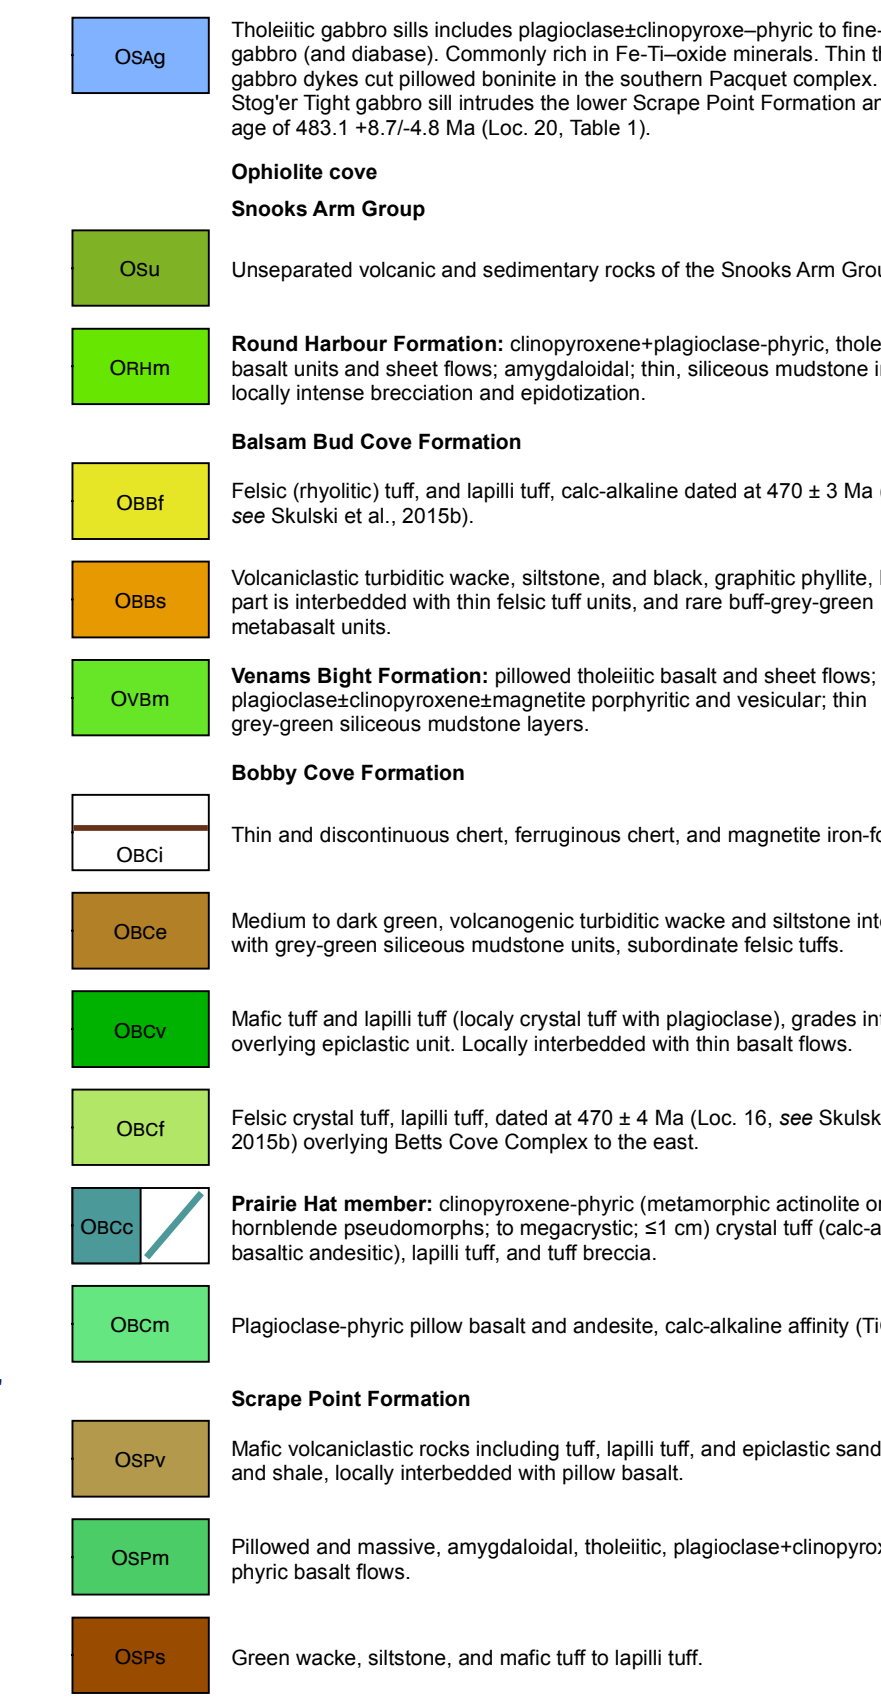 OSAg
Tholeiitic gabbro sills includes plagioclase±clinopyroxe–phyric to fine-
gabbro (and diabase). Commonly rich in Fe-Ti–oxide minerals. Thin
gabbro dykes cut pillowed boninite in the southern Pacquet complex.
Stog'er Tight gabbro sill intrudes the lower Scrape Point Formation
age of 483.1 +8.7/-4.8 Ma (Loc. 20, Table 1).
Ophiolite cove
Snooks Arm Group
OSu
Unseparated volcanic and sedimentary rocks of the Snooks Arm
ORHm
Round Harbour Formation: clinopyroxene+plagioclase-phyric,
basalt units and sheet flows; amygdaloidal; thin, siliceous mudstone
locally intense brecciation and epidotization.
Balsam Bud Cove Formation
OBBf
Felsic (rhyolitic) tuff, and lapilli tuff, calc-alkaline dated at 470 ± 3 Ma
see Skulski et al., 2015b).
OBBs
Volcaniclastic turbiditic wacke, siltstone, and black, graphitic phyllite,
part is interbedded with thin felsic tuff units, and rare buff-grey-green
metabasalt units.
OVBm
Venams Bight Formation: pillowed tholeiitic basalt and sheet flows;
plagioclase±clinopyroxene±magnetite porphyritic and vesicular; thin
grey-green siliceous mudstone layers.
Bobby Cove Formation
OBCi
Thin and discontinuous chert, ferruginous chert, and magnetite
OBCe
Medium to dark green, volcanogenic turbiditic wacke and siltstone
with grey-green siliceous mudstone units, subordinate felsic tuffs.
OBCv
Mafic tuff and lapilli tuff (localy crystal tuff with plagioclase), grades
overlying epiclastic unit. Locally interbedded with thin basalt flows.
OBCf
Felsic crystal tuff, lapilli tuff, dated at 470 ± 4 Ma (Loc. 16, see
2015b) overlying Betts Cove Complex to the east.
OBCc
Prairie Hat member: clinopyroxene-phyric (metamorphic actinolite
hornblende pseudomorphs; to megacrystic; ≤1 cm) crystal tuff
basaltic andesitic), lapilli tuff, and tuff breccia.
OBCm
Plagioclase-phyric pillow basalt and andesite, calc-alkaline affinity
Scrape Point Formation
OSPv
Mafic volcaniclastic rocks including tuff, lapilli tuff, and epiclastic
and shale, locally interbedded with pillow basalt.
OSPm
Pillowed and massive, amygdaloidal, tholeiitic,
phyric basalt flows.
OSPs
Green wacke, siltstone, and mafic tuff to lapilli tuff.